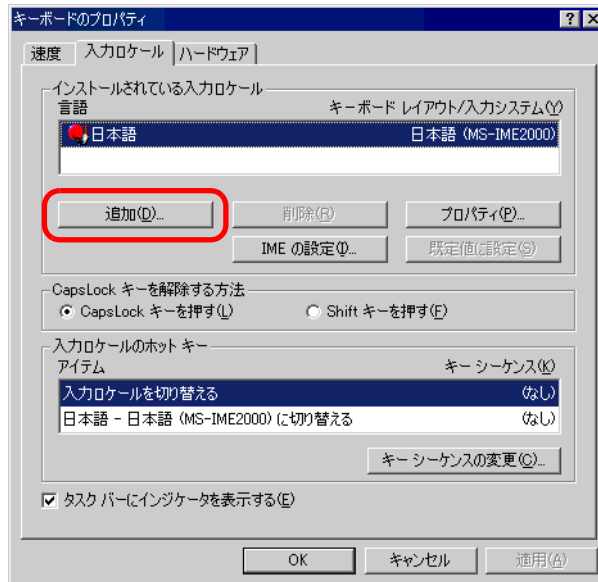 キーボードのプロパティ
速度 入力ロケール ハードウェア
インストールされている入力ロケール
言語 キーボード レイアウト/入力システム(Y)
日本語 日本語 (MS-IME2000)
追加(D)... 削除(R) プロパティ(P)...
IME の設定(I)... 既定値に設定(S)
CapsLock キーを解除する方法
CapsLock キーを押す(L) Shift キーを押す(F)
入力ロケールのホット キー
アイテム キー シーケンス(K)
入力ロケールを切り替える (なし)
日本語 - 日本語 (MS-IME2000) に切り替える (なし)
キー シーケンスの変更(C)...
タスク バーにインジケータを表示する(E)
OK キャンセル 適用(A)